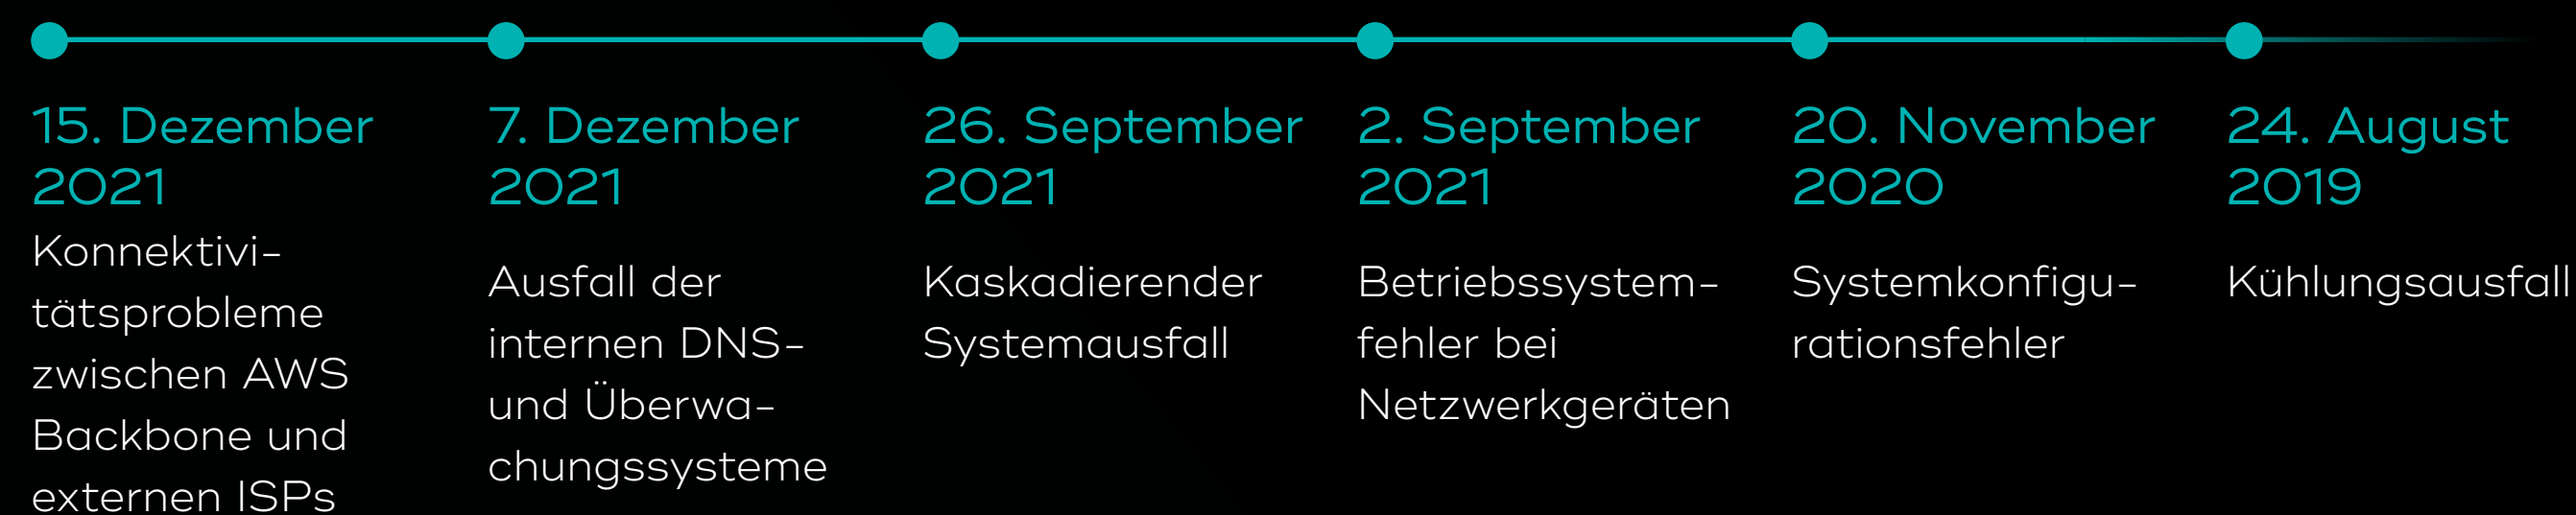 15. Dezember
2021
Konnektivi-
tätsprobleme
zwischen AWS
Backbone und
externen ISPs
7. Dezember
2021
Ausfall der
internen DNS-
und Überwa-
chungssysteme
26. September
2021
Kaskadierender
Systemausfall
2. September
2021
Betriebssystem-
fehler bei
Netzwerkgeräten
20. November
2020
Systemkonfigu-
rationsfehler
24. August
2019
Kühlungsausfall